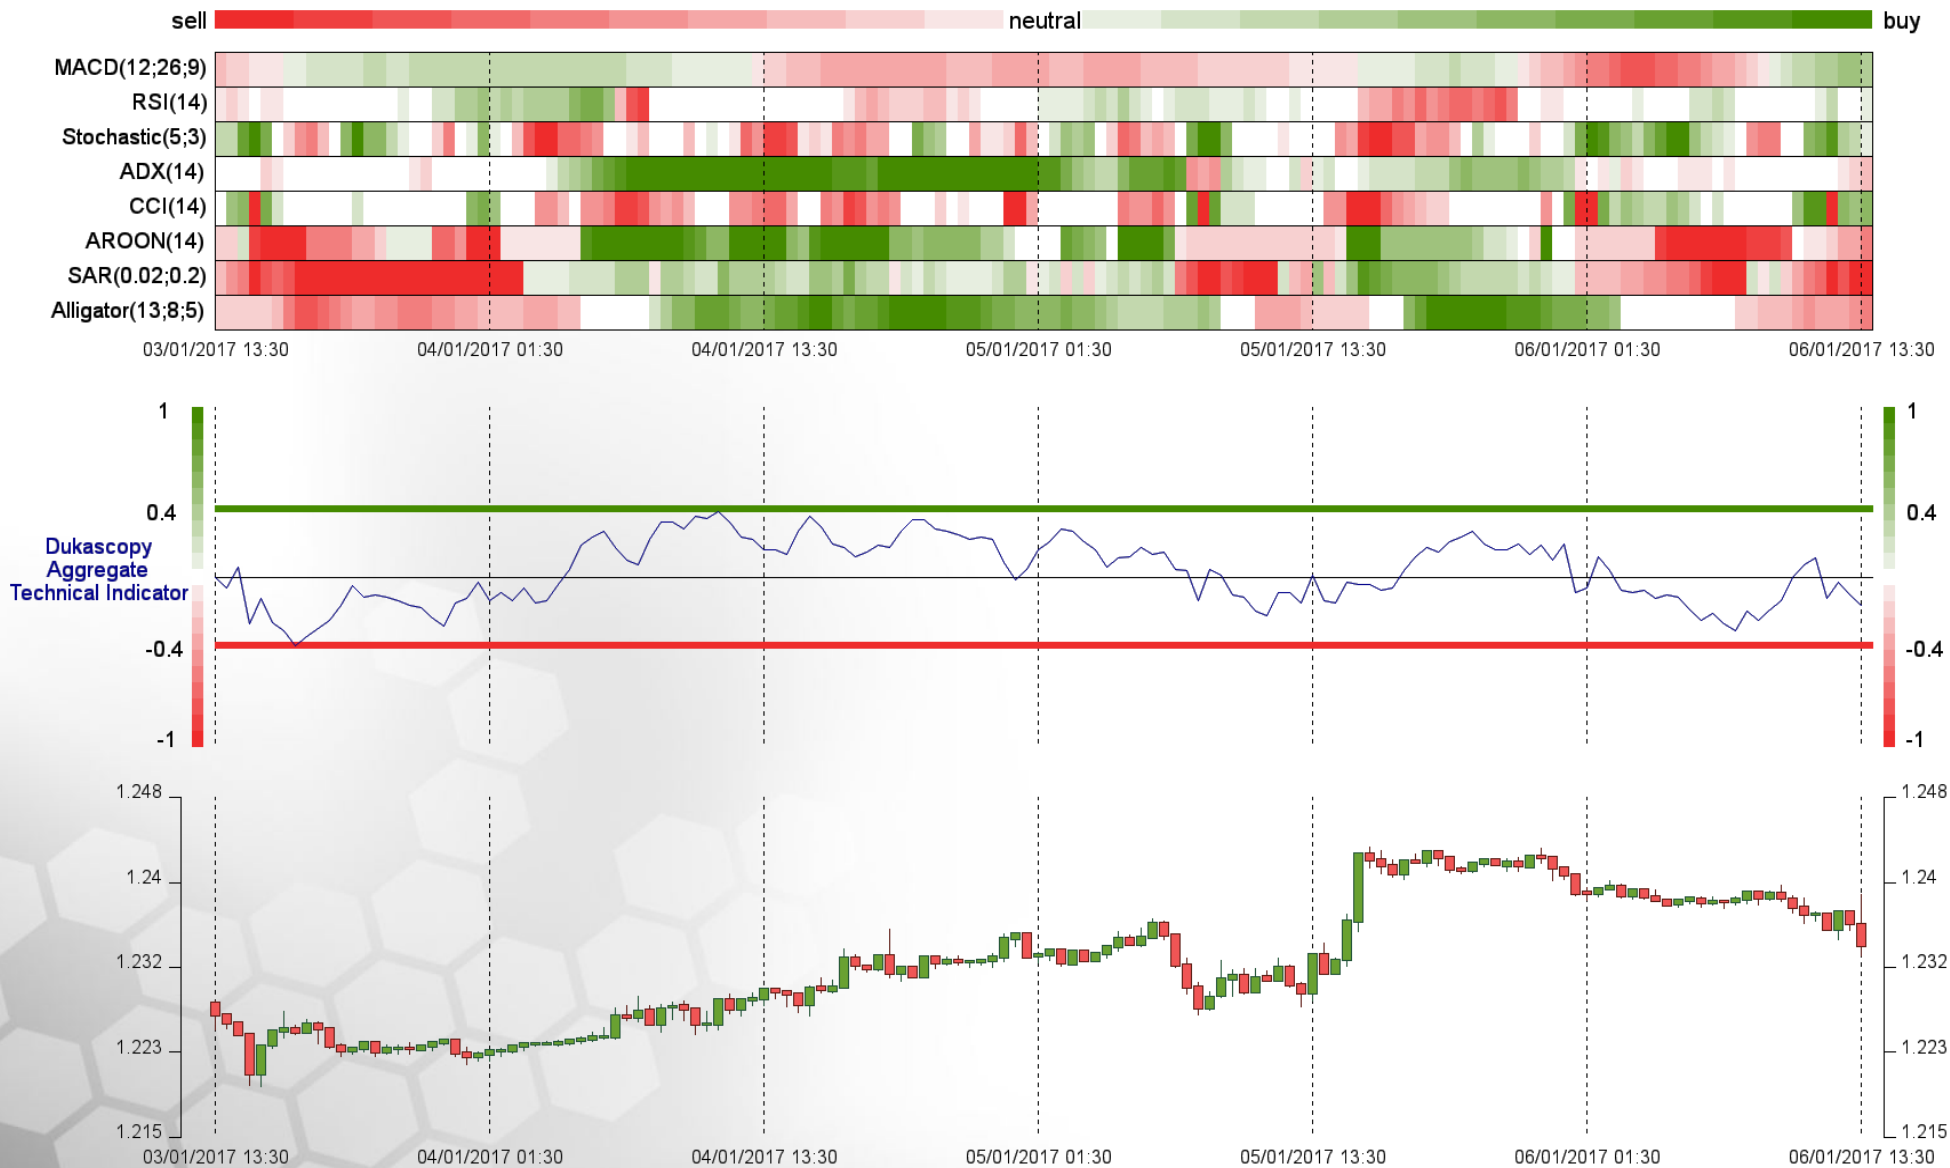 sell neutral buy
MACD(12;26;9)
RSI(14)
Stochastic(5;3)
ADX(14)
CCI(14)
AROON(14)
SAR(0.02;0.2)
Alligator(13;8;5)
03/01/2017 13:30 04/01/2017 01:30 04/01/2017 13:30 05/01/2017 01:30 05/01/2017 13:30 06/01/2017 01:30 06/01/2017 13:30
1 1
0.4 0.4
Dukascopy
Aggregate
Technical Indicator
-0.4 -0.4
-1 -1
1.248 1.248
1.24 1.24
1.232 1.232
1.223 1.223
1.215 1.215
03/01/2017 13:30 04/01/2017 01:30 04/01/2017 13:30 05/01/2017 01:30 05/01/2017 13:30 06/01/2017 01:30 06/01/2017 13:30